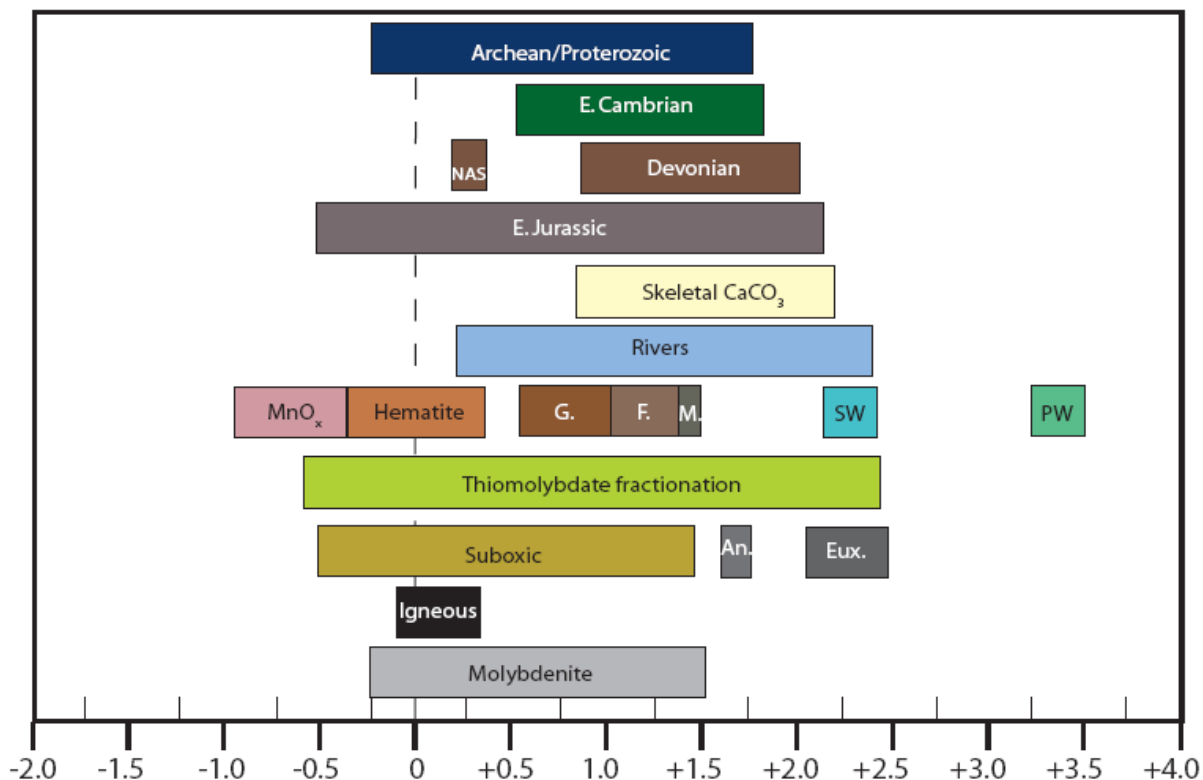 Archean/Proterozoic
E. Cambrian
NAS
Devonian
E. Jurassic
Skeletal CaCO₃
Rivers
MnOₓ Hematite G. F. M. SW PW
Thiomolybdate fractionation
Suboxic An. Eux.
Igneous
Molybdenite
-2.0 -1.5 -1.0 -0.5 0 +0.5 1.0 +1.5 +2.0 +2.5 +3.0 +3.5 +4.0